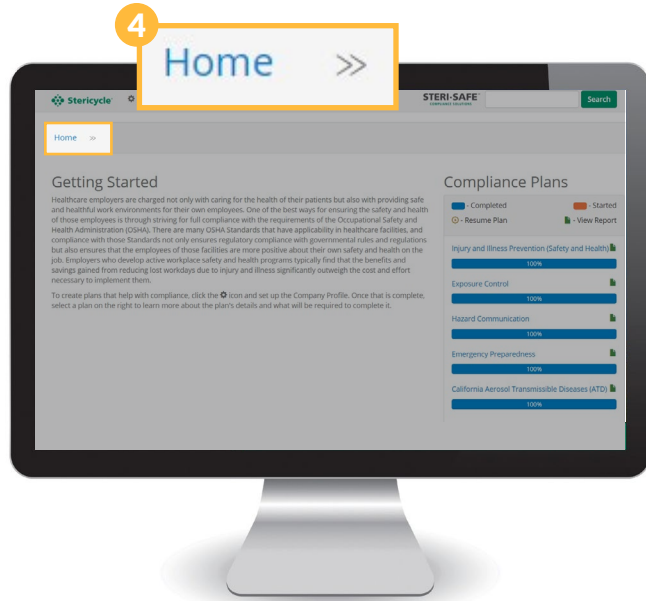 4
Home »
Stericycle
STERI-SAFE™
COMPLIANCE SOLUTIONS
Search
Home »
Getting Started
Healthcare employers are charged not only with caring for the health of their patients but also with providing safe
and healthful work environments for their own employees. One of the best ways for ensuring the safety and health
of those employees is through striving for full compliance with the requirements of the Occupational Safety and
Health Administration (OSHA). There are many OSHA Standards that have applicability in healthcare facilities, and
compliance with those Standards not only ensures regulatory compliance with governmental rules and regulations
but also ensures that the employees of those facilities are more positive about their own safety and health on the
job. Employers who develop active workplace safety and health programs typically find that the benefits and
savings gained from reducing lost workdays due to injury and illness significantly outweigh the cost and effort
necessary to implement them.
To create plans that help with compliance, click the icon and set up the Company Profile. Once that is complete,
select a plan on the right to learn more about the plan's details and what will be required to complete it.
Compliance Plans
- Completed - Started
- Resume Plan - View Report
Injury and Illness Prevention (Safety and Health)
100%
Exposure Control
100%
Hazard Communication
100%
Emergency Preparedness
100%
California Aerosol Transmissible Diseases (ATD)
100%